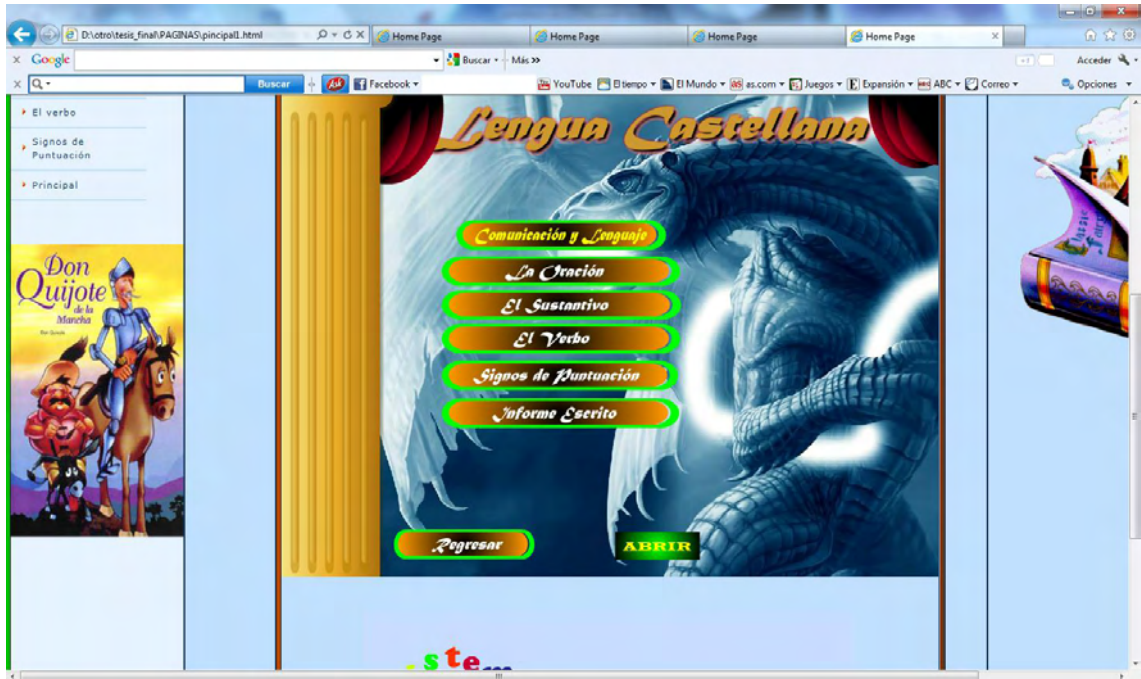 D:\otro\tesis_final\PAGINAS\pincipal1.html
Home Page
Home Page
Home Page
Home Page
Google
Buscar
Más »
Acceder
Buscar
Ask
Facebook
YouTube
El tiempo
El Mundo
as.com
Juegos
Expansión
ABC
Correo
Opciones
El verbo
Signos de
Puntuación
Principal
Don
Quijote
de la
Mancha
Lengua Castellana
Comunicación y Lenguaje
La Oración
El Sustantivo
El Verbo
Signos de Puntuación
Informe Escrito
Regresar
ABRIR